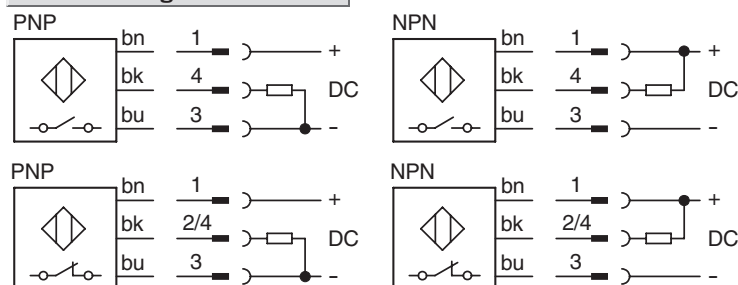 PNP
bn 1 +
bk 4 DC
bu 3 -
NPN
bn 1 +
bk 4 DC
bu 3 -
PNP
bn 1 +
bk 2/4 DC
bu 3 -
NPN
bn 1 +
bk 2/4 DC
bu 3 -